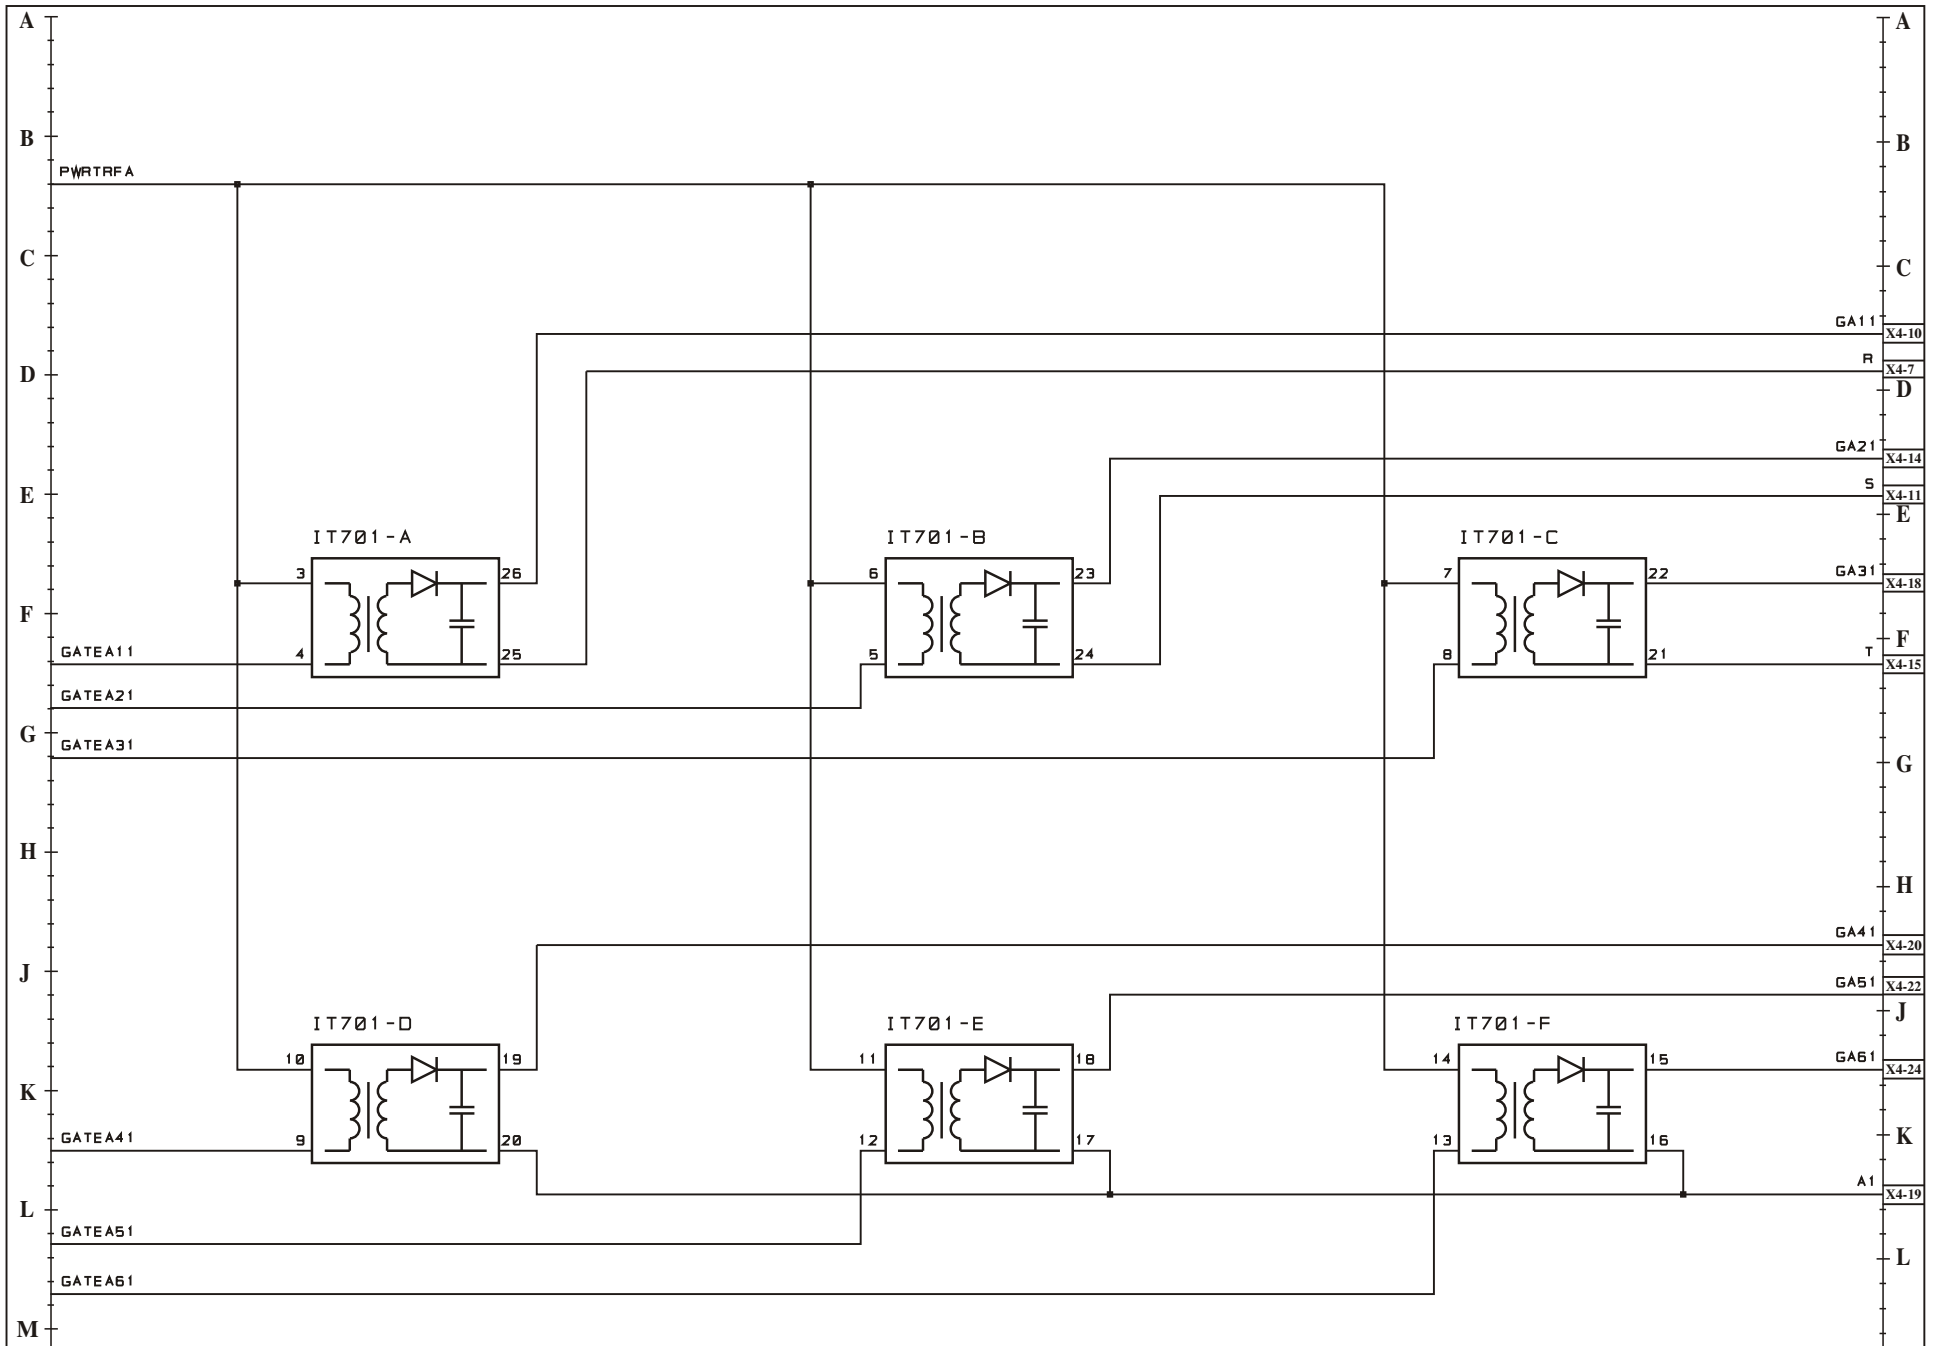 A A
B B
PWRTRFA
C C
GA11 X4-10
R X4-7
D D
GA21 X4-14
S X4-11
E E
IT701-A IT701-B IT701-C
3 26 6 23 7 22 GA31 X4-18
F F
GATEA11 4 25 5 24 8 21 T X4-15
GATEA21
G G
GATEA31
H H
GA41 X4-20
J J
GA51 X4-22
IT701-D IT701-E IT701-F
10 19 11 18 14 15 GA61 X4-24
K K
GATEA41 9 20 12 17 13 16
A1 X4-19
L L
GATEA51
GATEA61
M